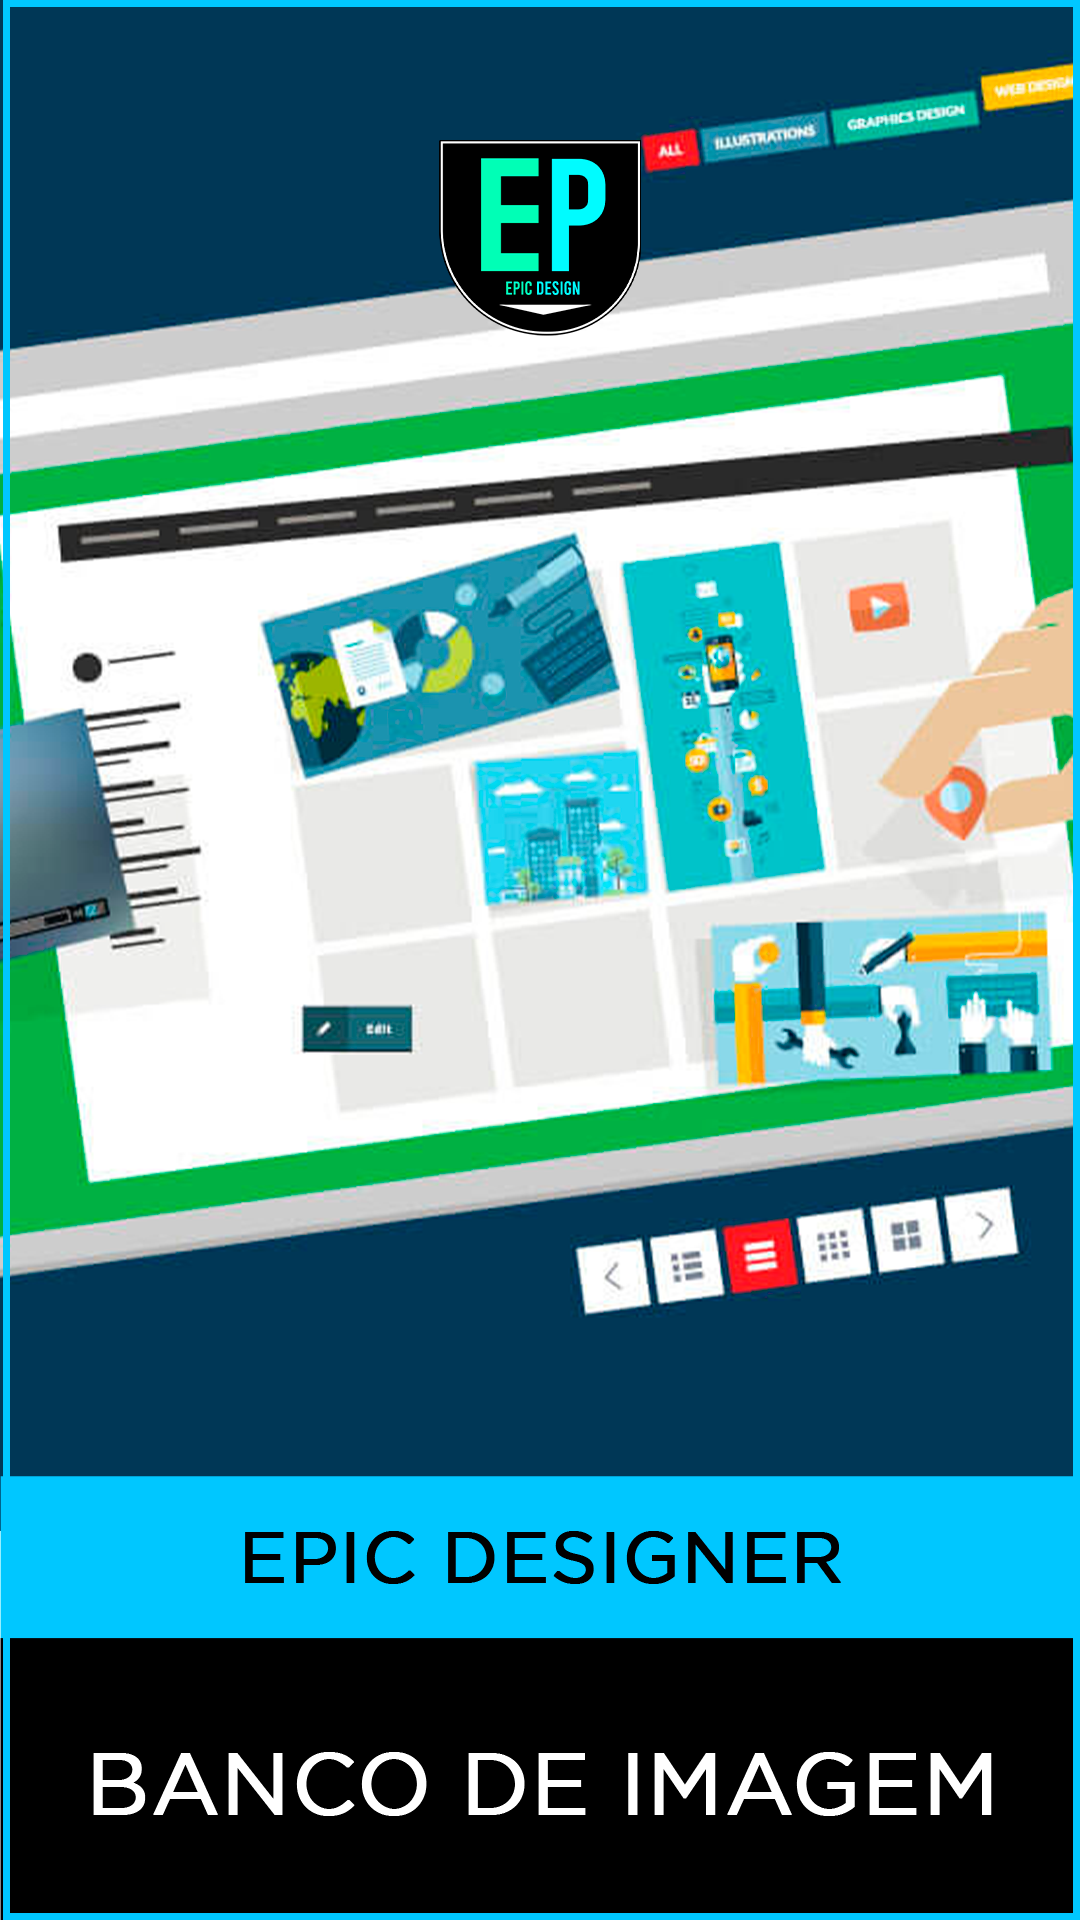 WEB DESIGN
GRAPHICS DESIGN
ILLUSTRATIONS
ALL
EP
EPIC DESIGN
Edit
EPIC DESIGNER
BANCO DE IMAGEM